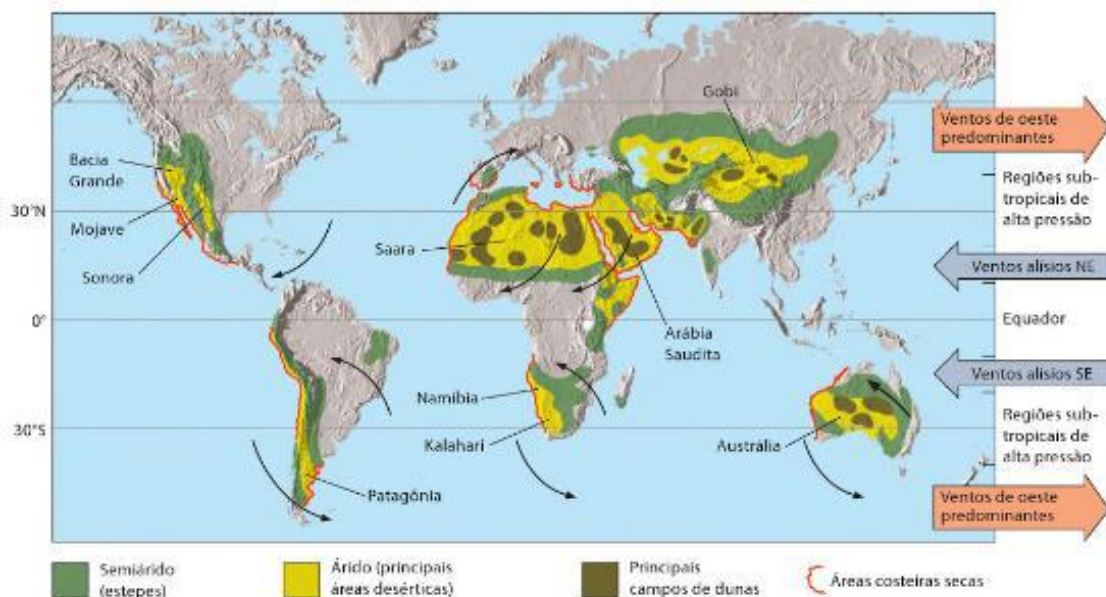 Gobi
Ventos de oeste
predominantes
Bacia
Grande
Regiões sub-
tropicais de
alta pressão
30°N
Mojave
Saara
Sonora
Ventos alísios NE
0°
Equador
Arábia
Saudita
Ventos alísios SE
Namíbia
Regiões sub-
tropicais de
alta pressão
30°S
Kalahari
Austrália
Patagônia
Ventos de oeste
predominantes
Semiárido
(estepes)
Árido (principais
áreas desérticas)
Principais
campos de dunas
Áreas costeiras secas